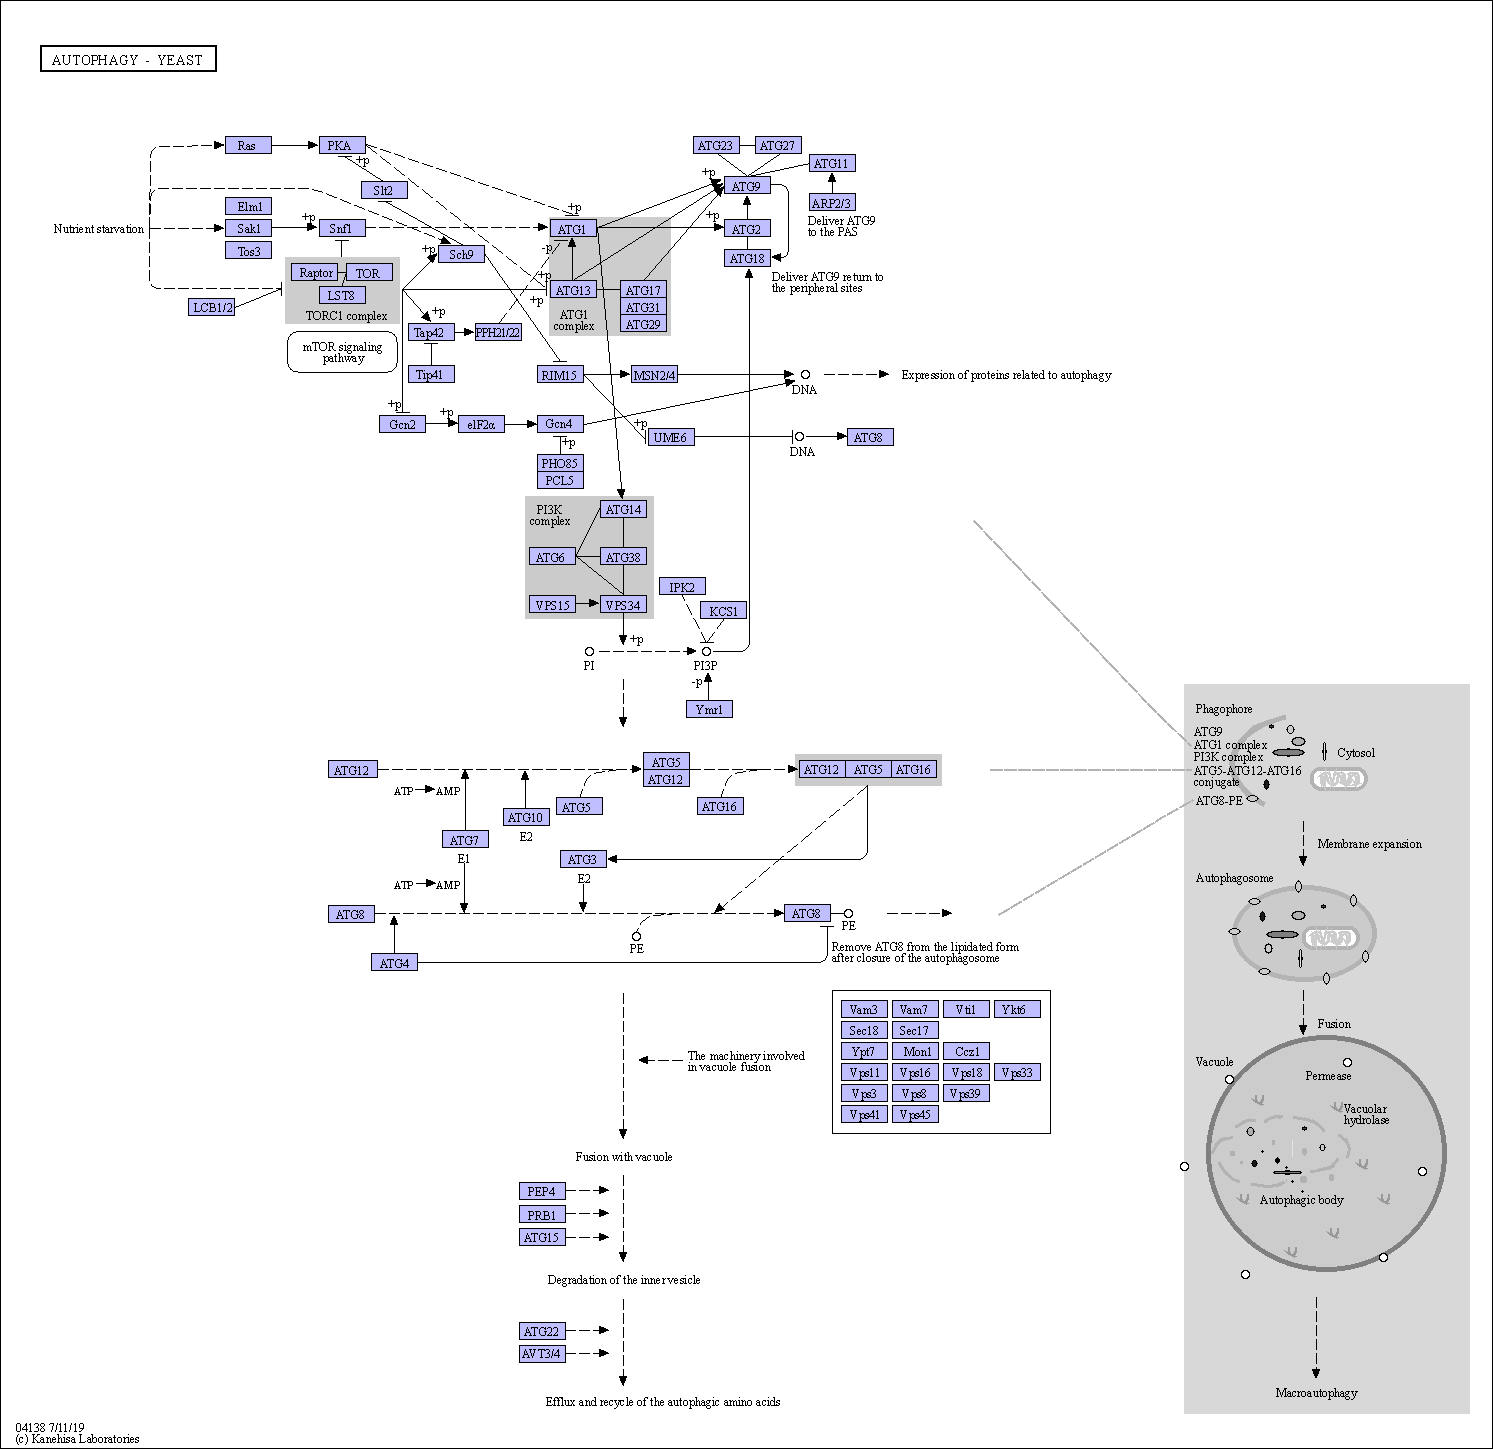 AUTOPHAGY - YEAST
Ras
PKA
+p
Slt2
ATG23
ATG27
ATG11
+p
ATG9
ARP2/3
Deliver ATG9
to the PAS
Elm1
Nutrient starvation
Sak1
+p
Snf1
Tos3
+p
ATG1
+p
ATG2
-p
+p
Sch9
ATG18
Raptor
TOR
LST8
TORC1 complex
LCB1/2
+p
+p
ATG13
ATG17
ATG31
ATG29
ATG1
complex
Deliver ATG9 return to
the peripheral sites
+p
Tap42
PPH21/22
mTOR signaling
pathway
Tip41
RIM15
MSN2/4
DNA
Expression of proteins related to autophagy
+p
Gcn2
+p
eIF2α
Gcn4
+p
+p
UME6
DNA
ATG8
PHO85
PCL5
PI3K
complex
ATG14
ATG6
ATG38
VPS15
VPS34
IPK2
KCS1
+p
PI
PI3P
-p
Ymr1
ATG12
ATG5
ATG12
ATG12
ATG5
ATG16
ATP
AMP
ATG10
E2
ATG5
ATG16
ATG7
E1
ATG3
E2
ATP
AMP
ATG8
ATG8
PE
PE
ATG4
Remove ATG8 from the lipidated form
after closure of the autophagosome
Vam3
Vam7
Vti1
Ykt6
Sec18
Sec17
Ypt7
Mon1
Ccz1
Vps11
Vps16
Vps18
Vps33
Vps3
Vps8
Vps39
Vps41
Vps45
The machinery involved
in vacuole fusion
Fusion with vacuole
PEP4
PRB1
ATG15
Degradation of the inner vesicle
ATG22
AVT3/4
Efflux and recycle of the autophagic amino acids
Phagophore
ATG9
ATG1 complex
PI3K complex
ATG5-ATG12-ATG16
conjugate
ATG8-PE
Cytosol
Membrane expansion
Autophagosome
Fusion
Vacuole
Permease
Vacuolar
hydrolase
Autophagic body
Macroautophagy
04138 7/11/19
(c) Kanehisa Laboratories